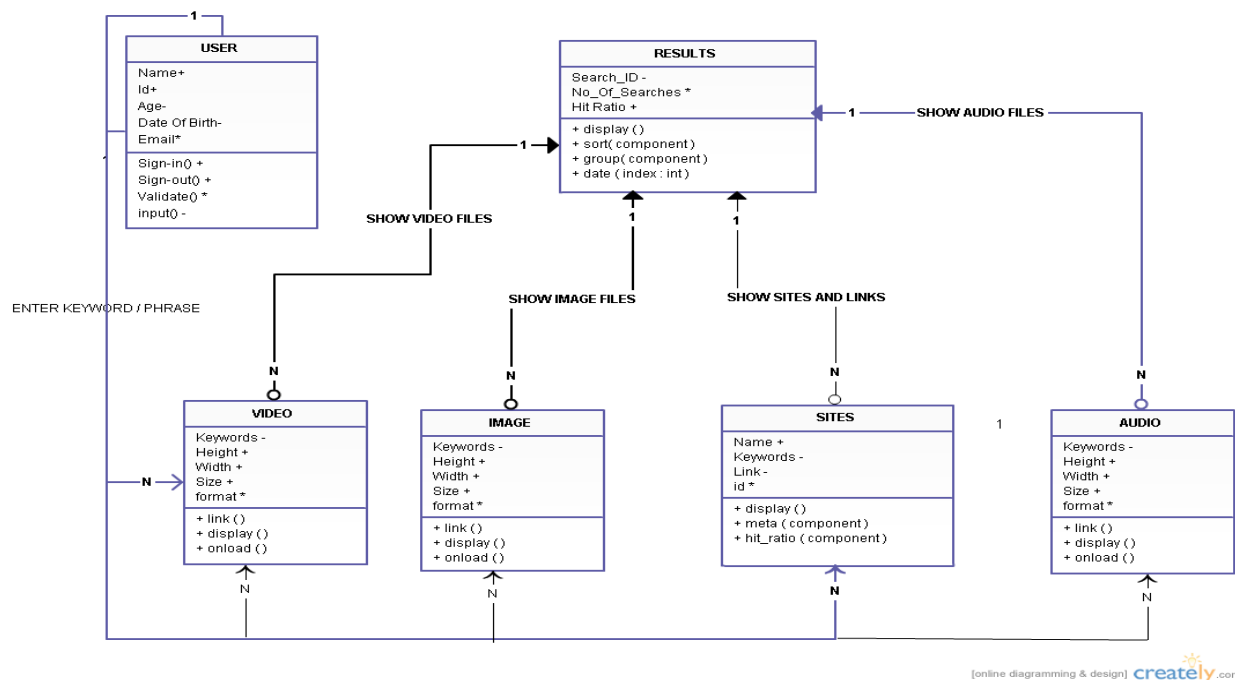 1
USER
Name+
Id+
Age-
Date Of Birth-
Email*
Sign-in() +
Sign-out() +
Validate() *
input() -
RESULTS
Search_ID -
No_Of_Searches *
Hit Ratio +
+ display ( )
+ sort( component )
+ group( component )
+ date ( index : int )
1
SHOW AUDIO FILES
1
SHOW VIDEO FILES
1
1
SHOW IMAGE FILES
SHOW SITES AND LINKS
ENTER KEYWORD / PHRASE
N
N
N
N
VIDEO
Keywords -
Height +
Width +
Size +
format *
+ link ( )
+ display ( )
+ onload ( )
N
IMAGE
Keywords -
Height +
Width +
Size +
format *
+ link ( )
+ display ( )
+ onload ( )
SITES
Name +
Keywords -
Link -
id *
+ display ( )
+ meta ( component )
+ hit_ratio ( component )
1
AUDIO
Keywords -
Height +
Width +
Size +
format *
+ link ( )
+ display ( )
+ onload ( )
N
N
N
N
[online diagramming & design] creately.com